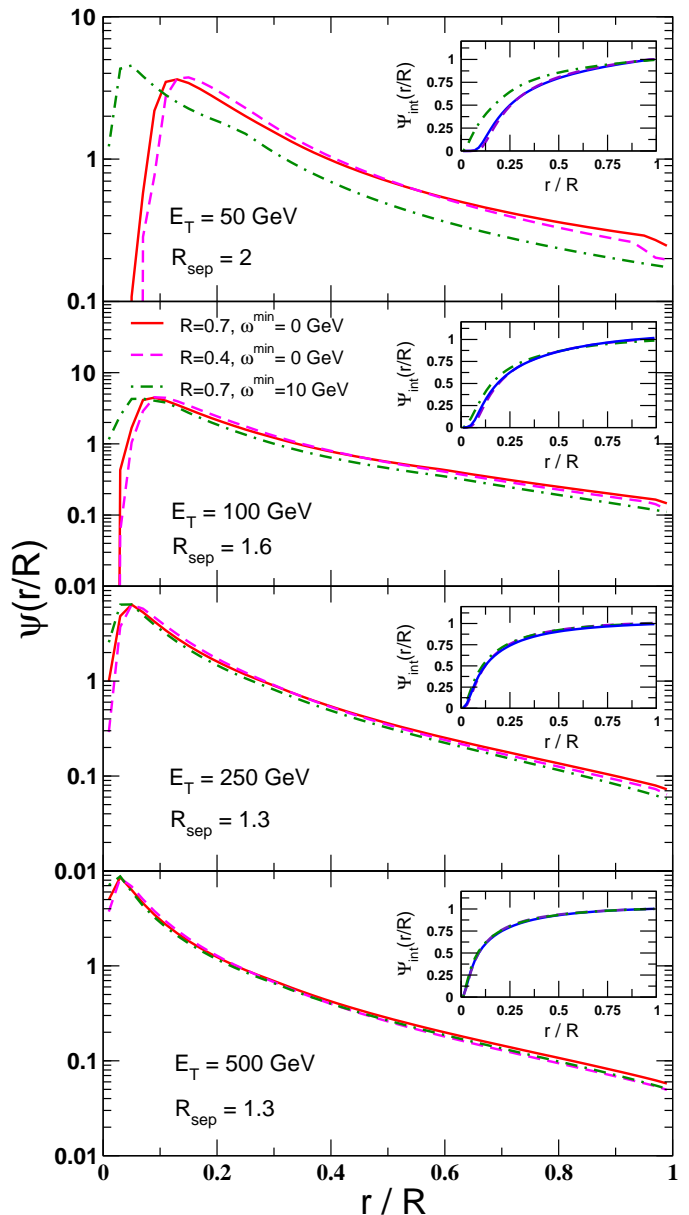 10
1
0.1
E_T = 50 GeV
R_sep = 2
Ψ_int(r/R)
1
0.75
0.5
0.25
0
0 0.25 0.5 0.75 1
r / R
R=0.7, ω^min= 0 GeV
R=0.4, ω^min= 0 GeV
R=0.7, ω^min=10 GeV
10
1
0.1
0.01
E_T = 100 GeV
R_sep = 1.6
Ψ_int(r/R)
1
0.75
0.5
0.25
0
0 0.25 0.5 0.75 1
r / R
ψ(r/R)
1
0.1
0.01
E_T = 250 GeV
R_sep = 1.3
Ψ_int(r/R)
1
0.75
0.5
0.25
0
0 0.25 0.5 0.75 1
r / R
1
0.1
0.01
E_T = 500 GeV
R_sep = 1.3
Ψ_int(r/R)
1
0.75
0.5
0.25
0
0 0.25 0.5 0.75 1
r / R
0 0.2 0.4 0.6 0.8 1
r / R